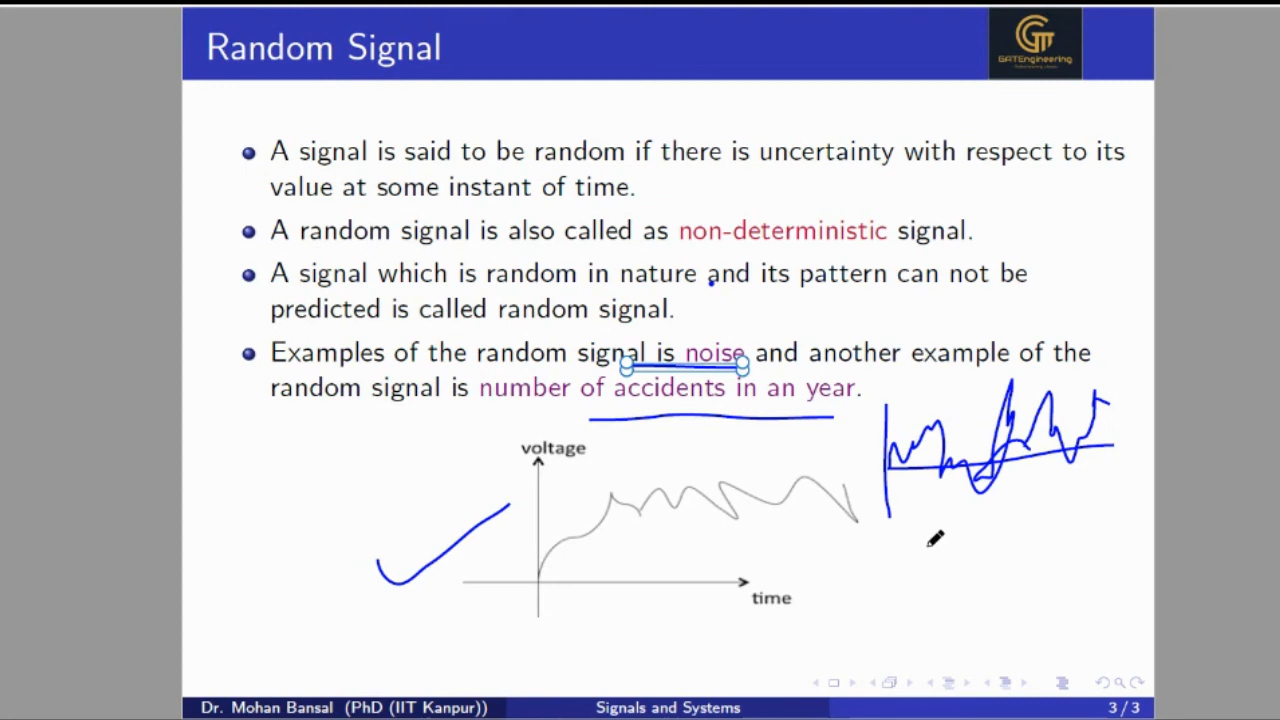 Random Signal
GATEngineering
A signal is said to be random if there is uncertainty with respect to its
value at some instant of time.
A random signal is also called as non-deterministic signal.
A signal which is random in nature and its pattern can not be
predicted is called random signal.
Examples of the random signal is noise and another example of the
random signal is number of accidents in an year.
voltage
time
Dr. Mohan Bansal (PhD (IIT Kanpur)) Signals and Systems 3 / 3